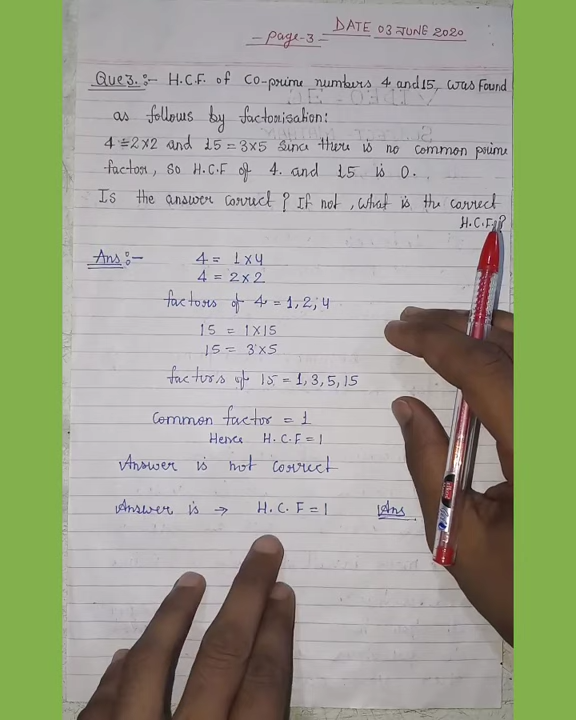 - Page-3 -
DATE 03 JUNE 2020
Que3.:- H.C.F. of Co-prime numbers 4 and 15, was found
as follows by factorisation:
4 = 2×2 and 15 = 3×5 since there is no common prime
factor, so H.C.F of 4 and 15 is 0.
Is the answer correct? If not, what is the correct
H.C.F.?
Ans:-
4 = 1×4
4 = 2×2
factors of 4 = 1, 2, 4
15 = 1×15
15 = 3×5
factors of 15 = 1, 3, 5, 15
Common factor = 1
Hence H.C.F = 1
Answer is not correct
Answer is → H.C.F = 1 Ans